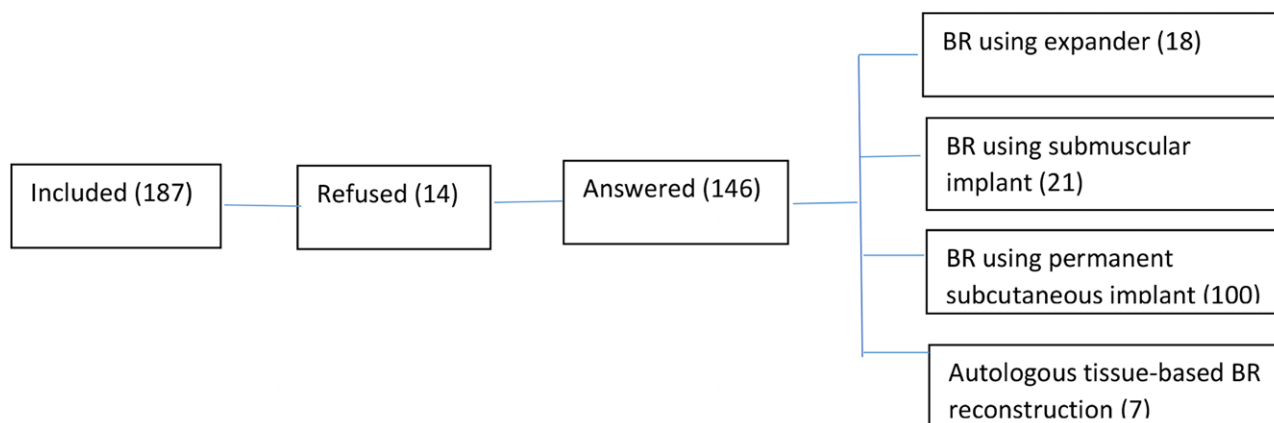 Included (187)
Refused (14)
Answered (146)
BR using expander (18)
BR using submuscular
implant (21)
BR using permanent
subcutaneous implant (100)
Autologous tissue-based BR
reconstruction (7)